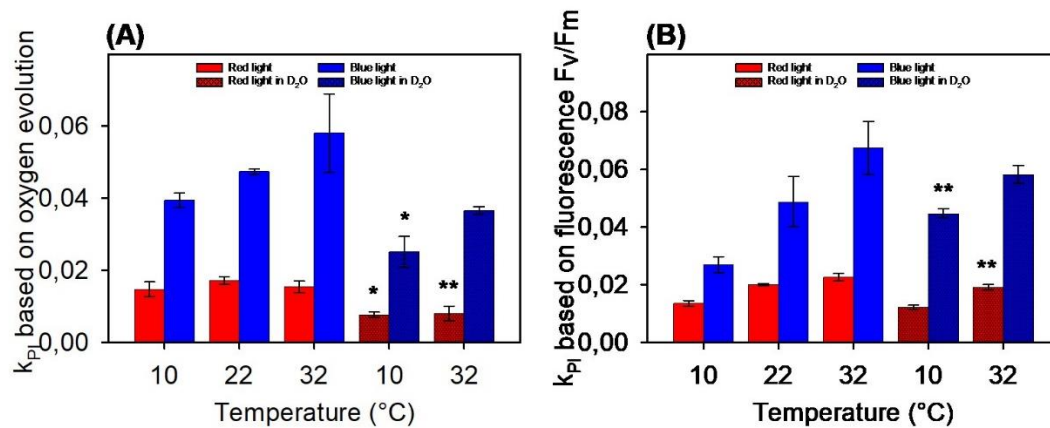 (A)
Red light
Blue light
Red light in D₂O
Blue light in D₂O
k_PI based on oxygen evolution
0,06
0,04
0,02
0,00
*
*
**
10
22
32
10
32
Temperature (°C)
(B)
Red light
Blue light
Red light in D₂O
Blue light in D₂O
k_PI based on fluorescence Fv/Fm
0,08
0,06
0,04
0,02
0,00
**
**
10
22
32
10
32
Temperature (°C)